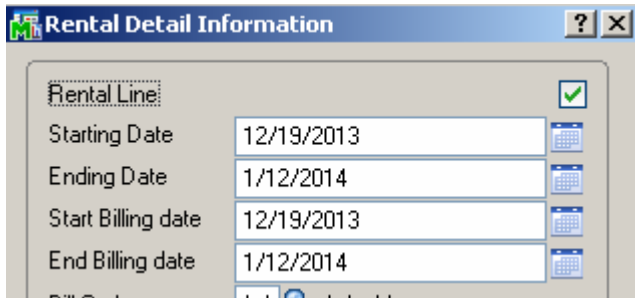 Rental Detail Information
Rental Line
Starting Date 12/19/2013
Ending Date 1/12/2014
Start Billing date 12/19/2013
End Billing date 1/12/2014